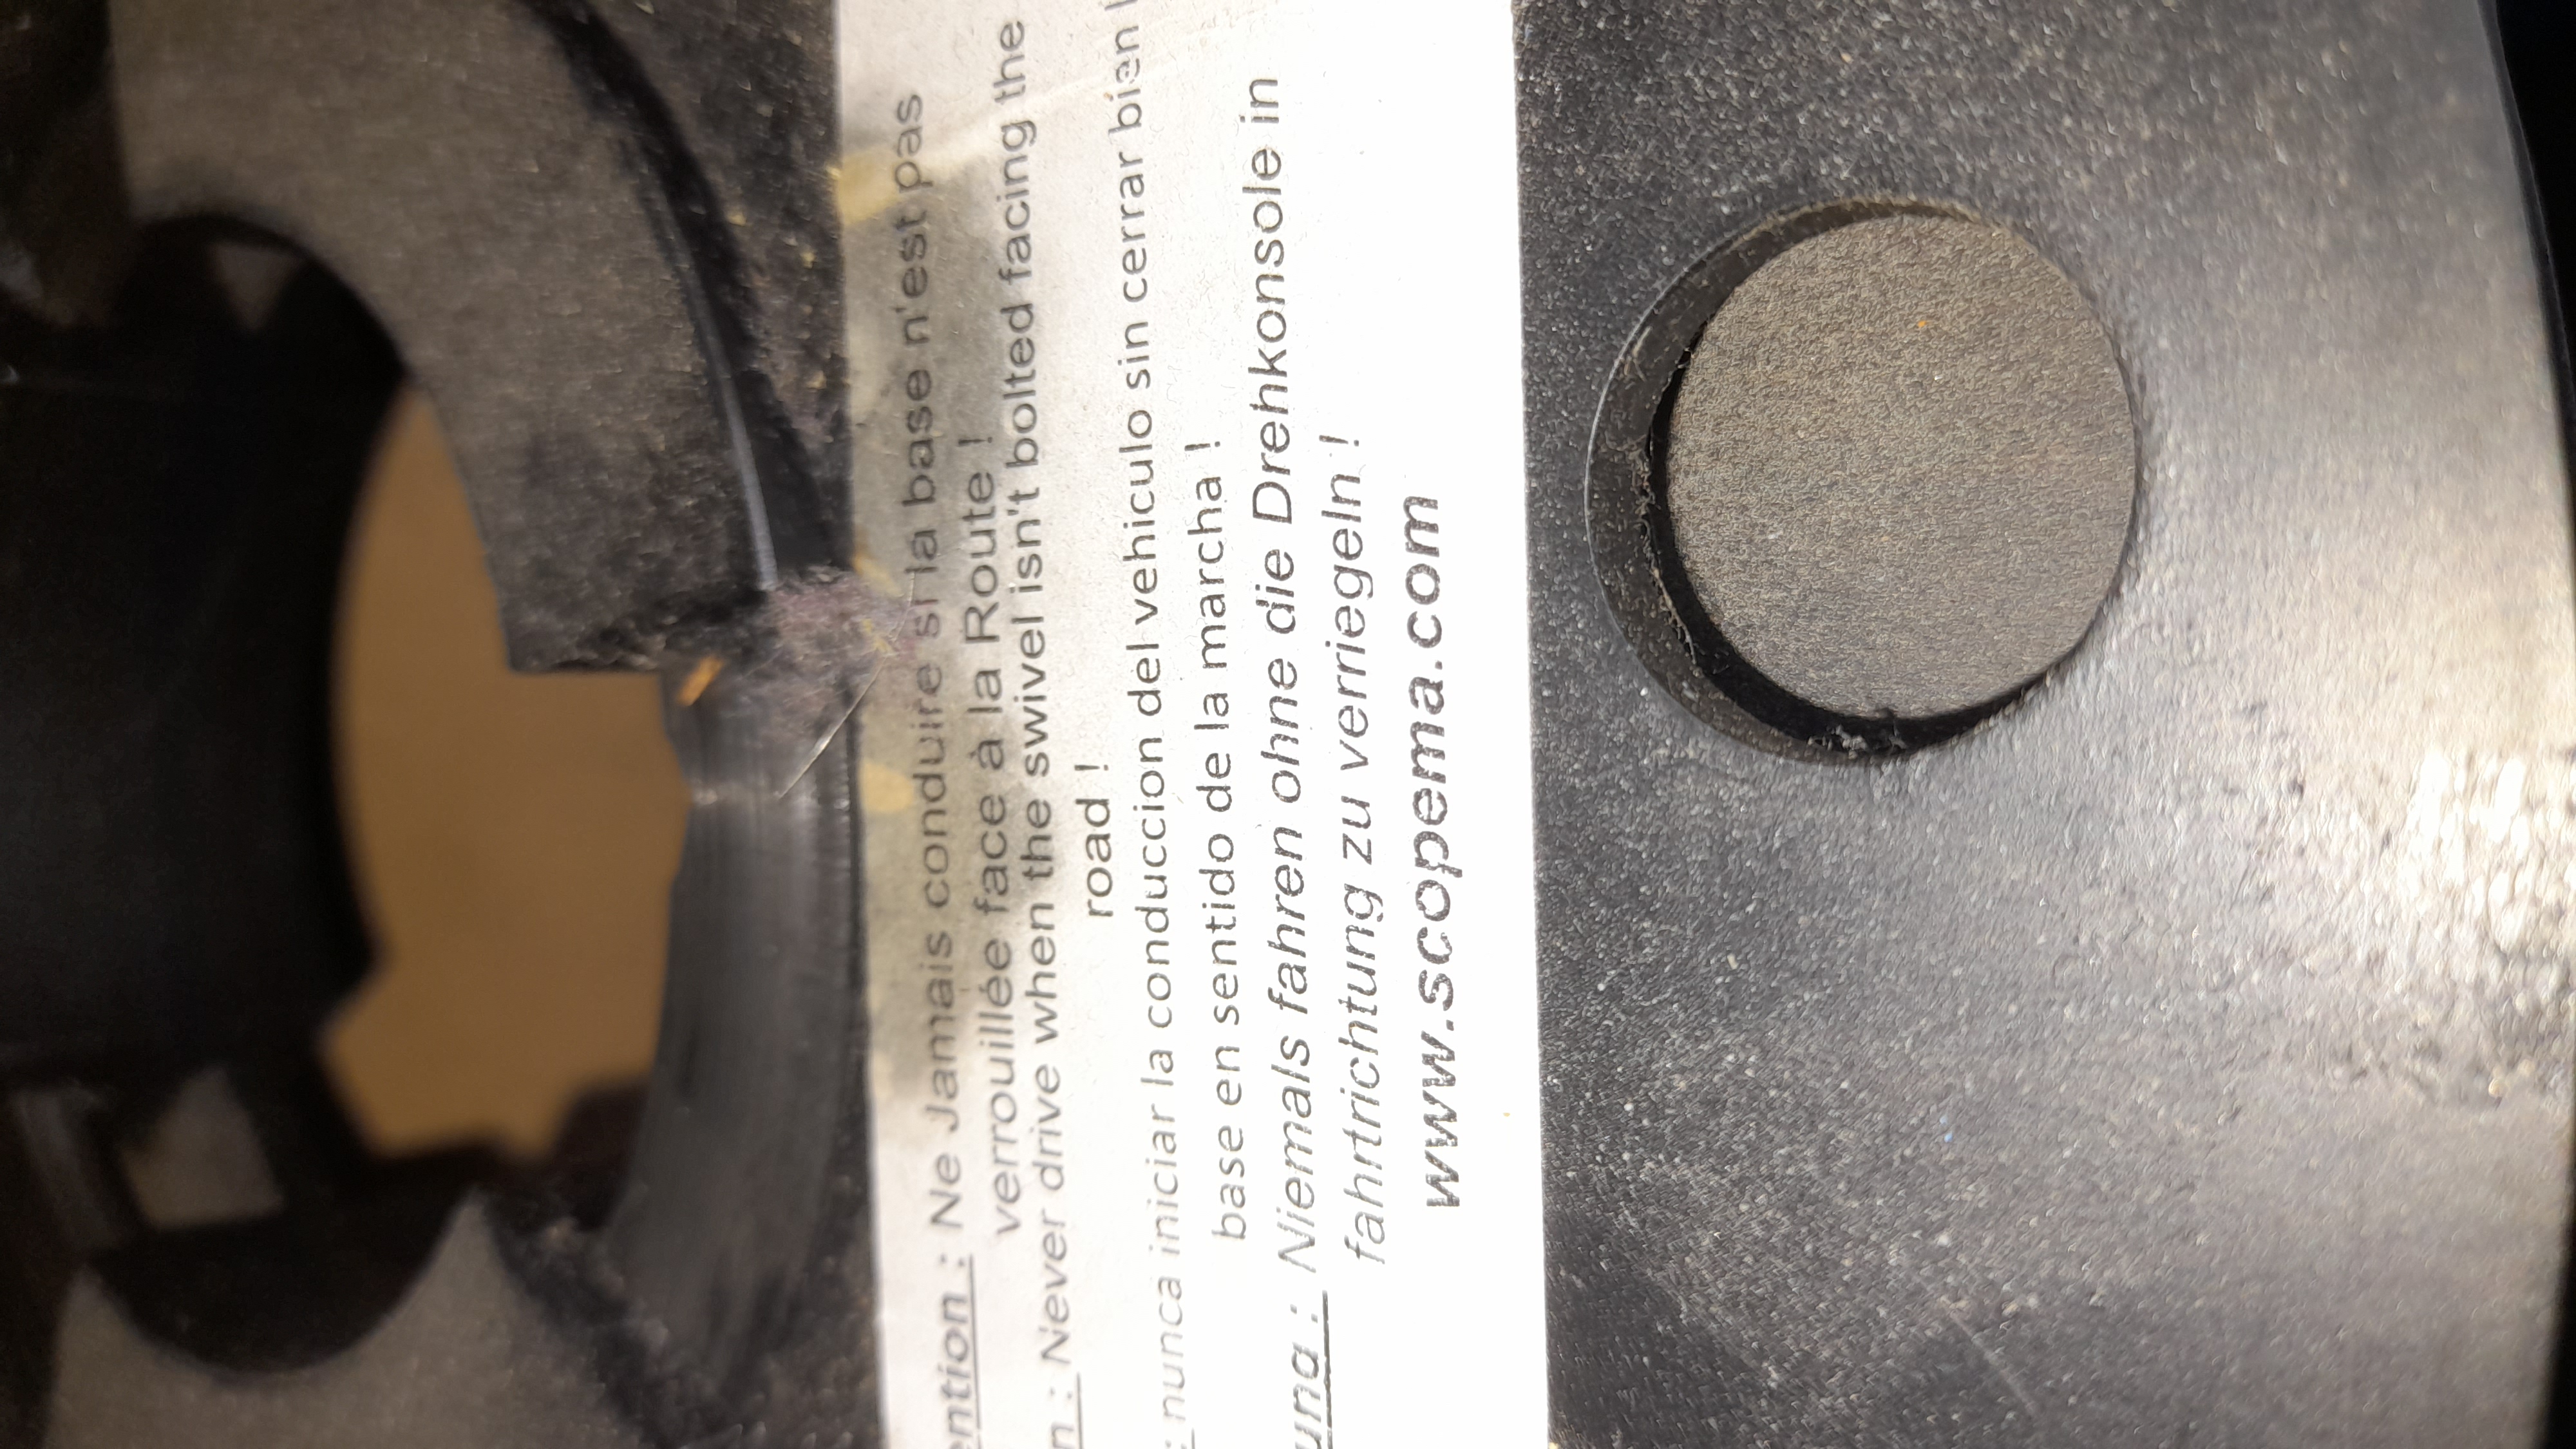 ention : Ne Jamais conduire si la base n'est pas
verrouillée face à la Route !
n : Never drive when the swivel isn't bolted facing the
road !
: nunca iniciar la conduccion del vehiculo sin cerrar bien
base en sentido de la marcha !
ung : Niemals fahren ohne die Drehkonsole in
fahrtrichtung zu verriegeln !
www.scopema.com